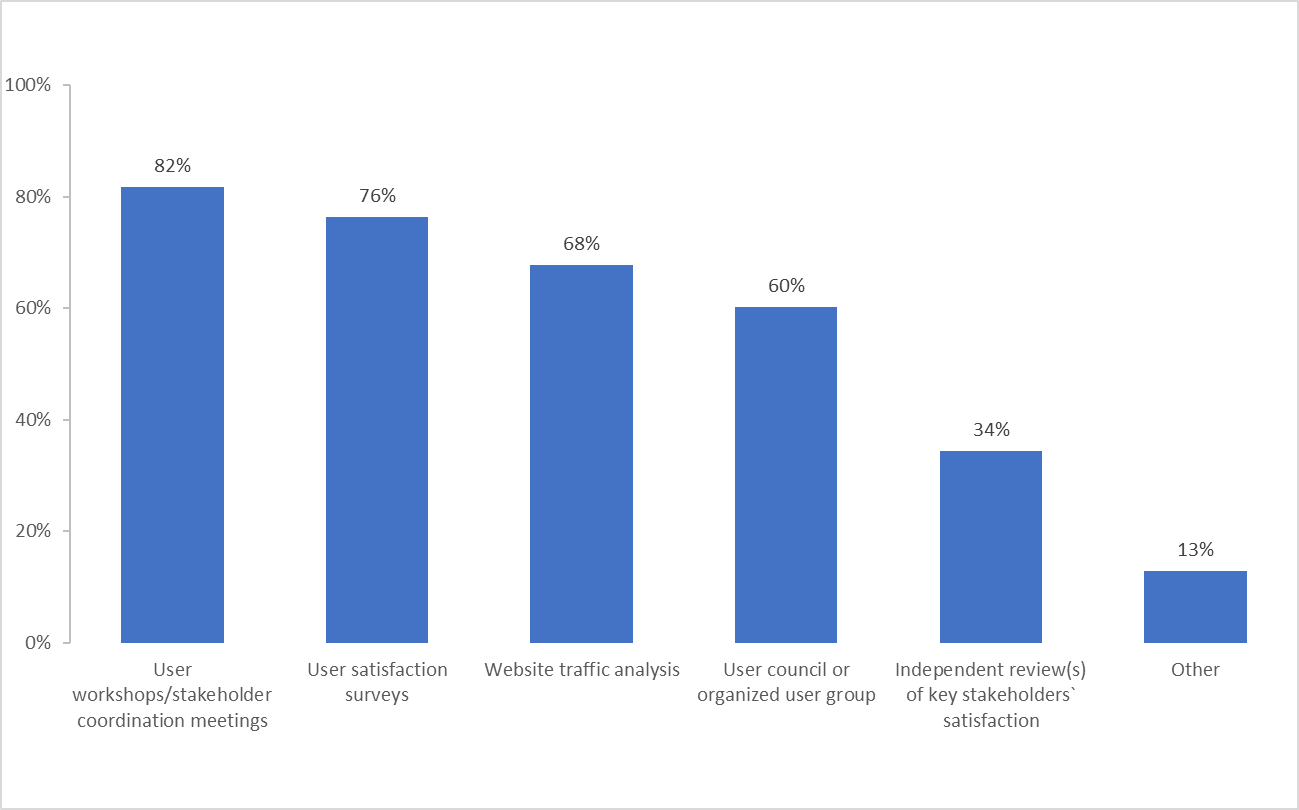 100%
80%
60%
40%
20%
0%
82%
76%
68%
60%
34%
13%
User
workshops/stakeholder
coordination meetings
User satisfaction
surveys
Website traffic analysis
User council or
organized user group
Independent review(s)
of key stakeholders`
satisfaction
Other